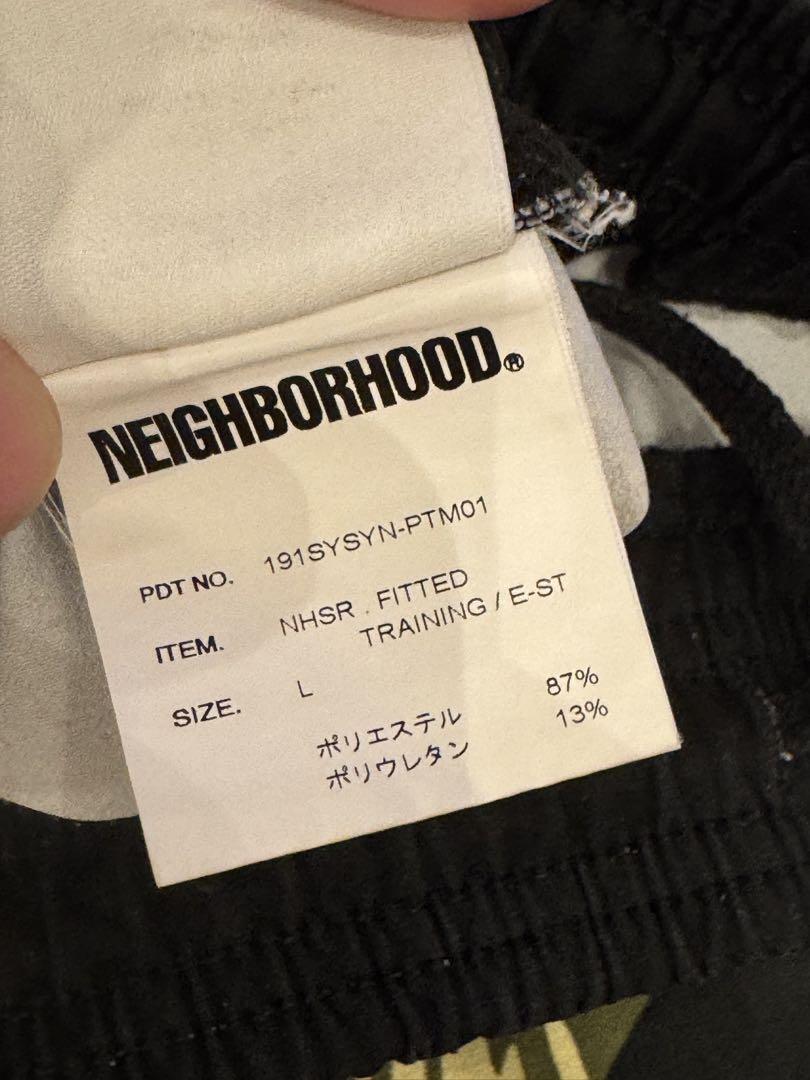 NEIGHBORHOOD®
PDT NO. 191SYSYN-PTM01
ITEM. NHSR . FITTED
TRAINING / E-ST
SIZE. L
ポリエステル 87%
ポリウレタン 13%